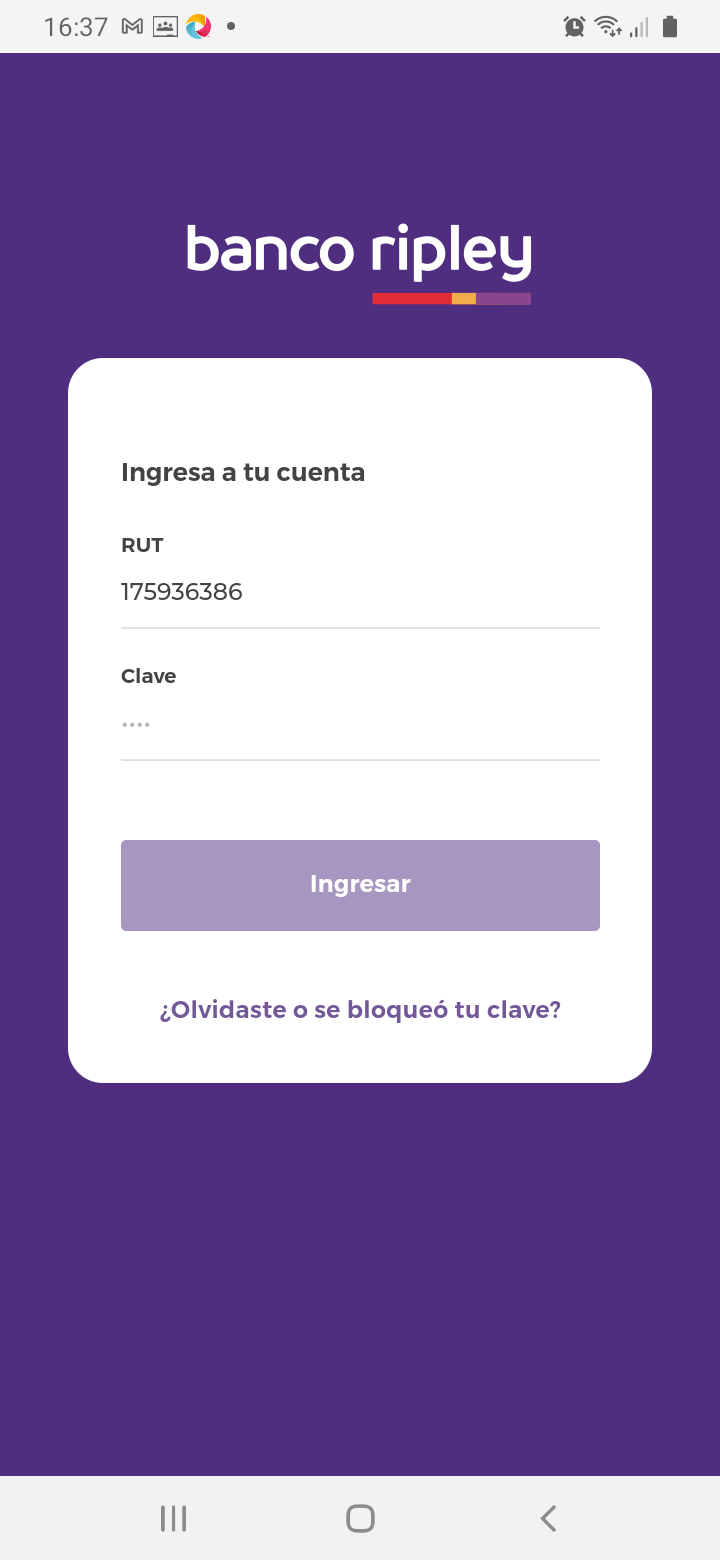 16:37
banco ripley
Ingresa a tu cuenta
RUT
175936386
Clave
••••
Ingresar
¿Olvidaste o se bloqueó tu clave?